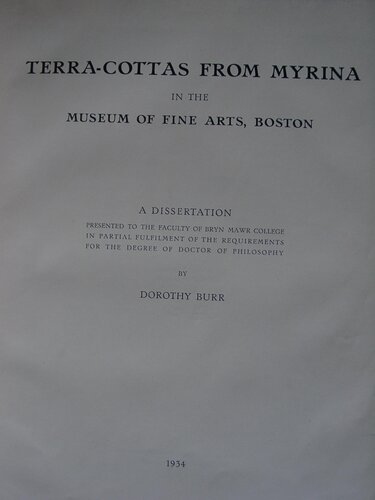 TERRA-COTTAS FROM MYRINA
IN THE
MUSEUM OF FINE ARTS, BOSTON
A DISSERTATION
PRESENTED TO THE FACULTY OF BRYN MAWR COLLEGE
IN PARTIAL FULFILMENT OF THE REQUIREMENTS
FOR THE DEGREE OF DOCTOR OF PHILOSOPHY
BY
DOROTHY BURR
1934